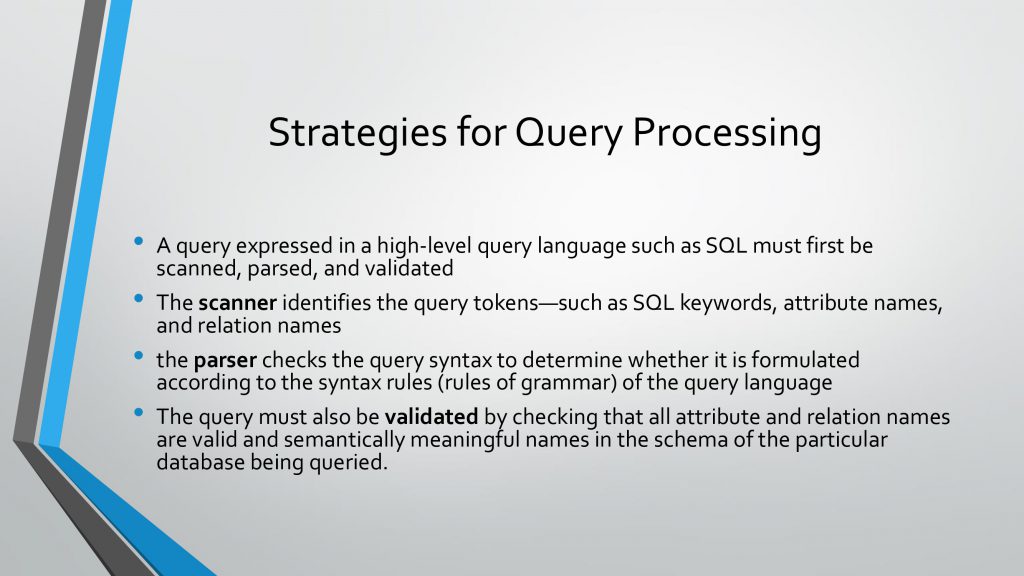 Strategies for Query Processing
• A query expressed in a high-level query language such as SQL must first be
scanned, parsed, and validated
• The scanner identifies the query tokens—such as SQL keywords, attribute names,
and relation names
• the parser checks the query syntax to determine whether it is formulated
according to the syntax rules (rules of grammar) of the query language
• The query must also be validated by checking that all attribute and relation names
are valid and semantically meaningful names in the schema of the particular
database being queried.